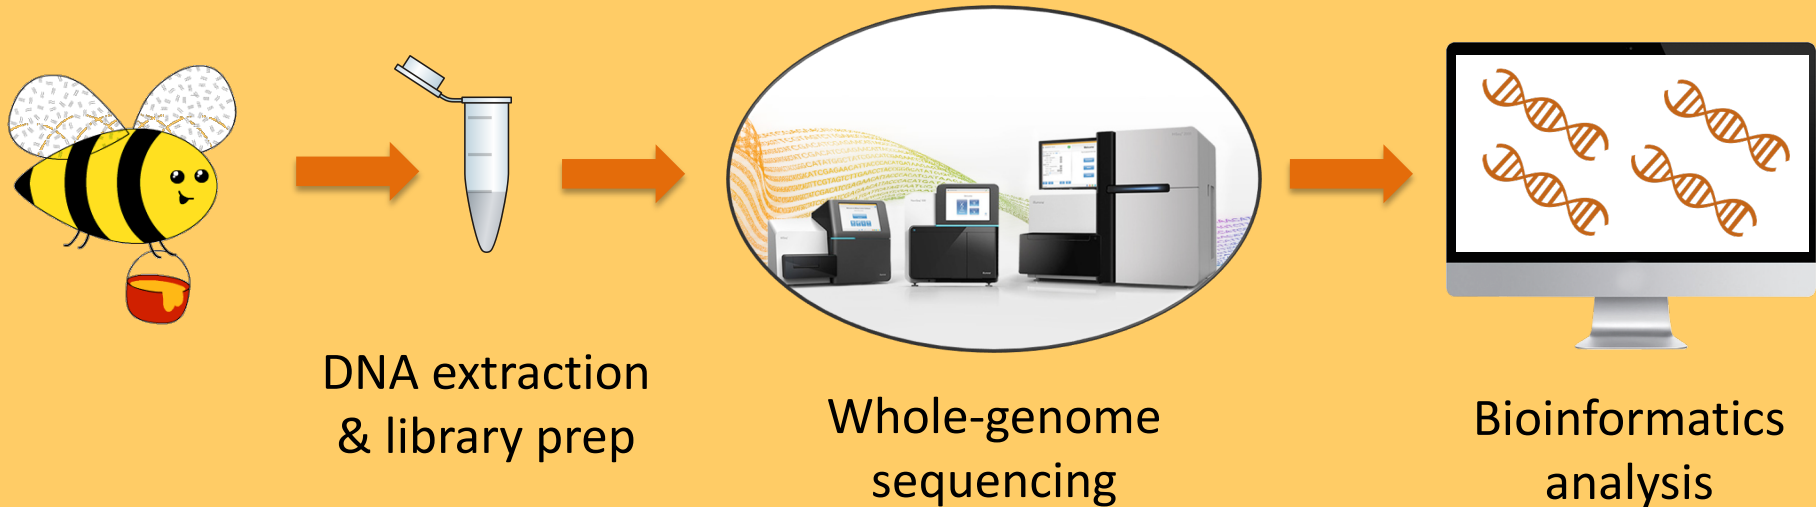 DNA extraction
& library prep
Whole-genome
sequencing
Bioinformatics
analysis